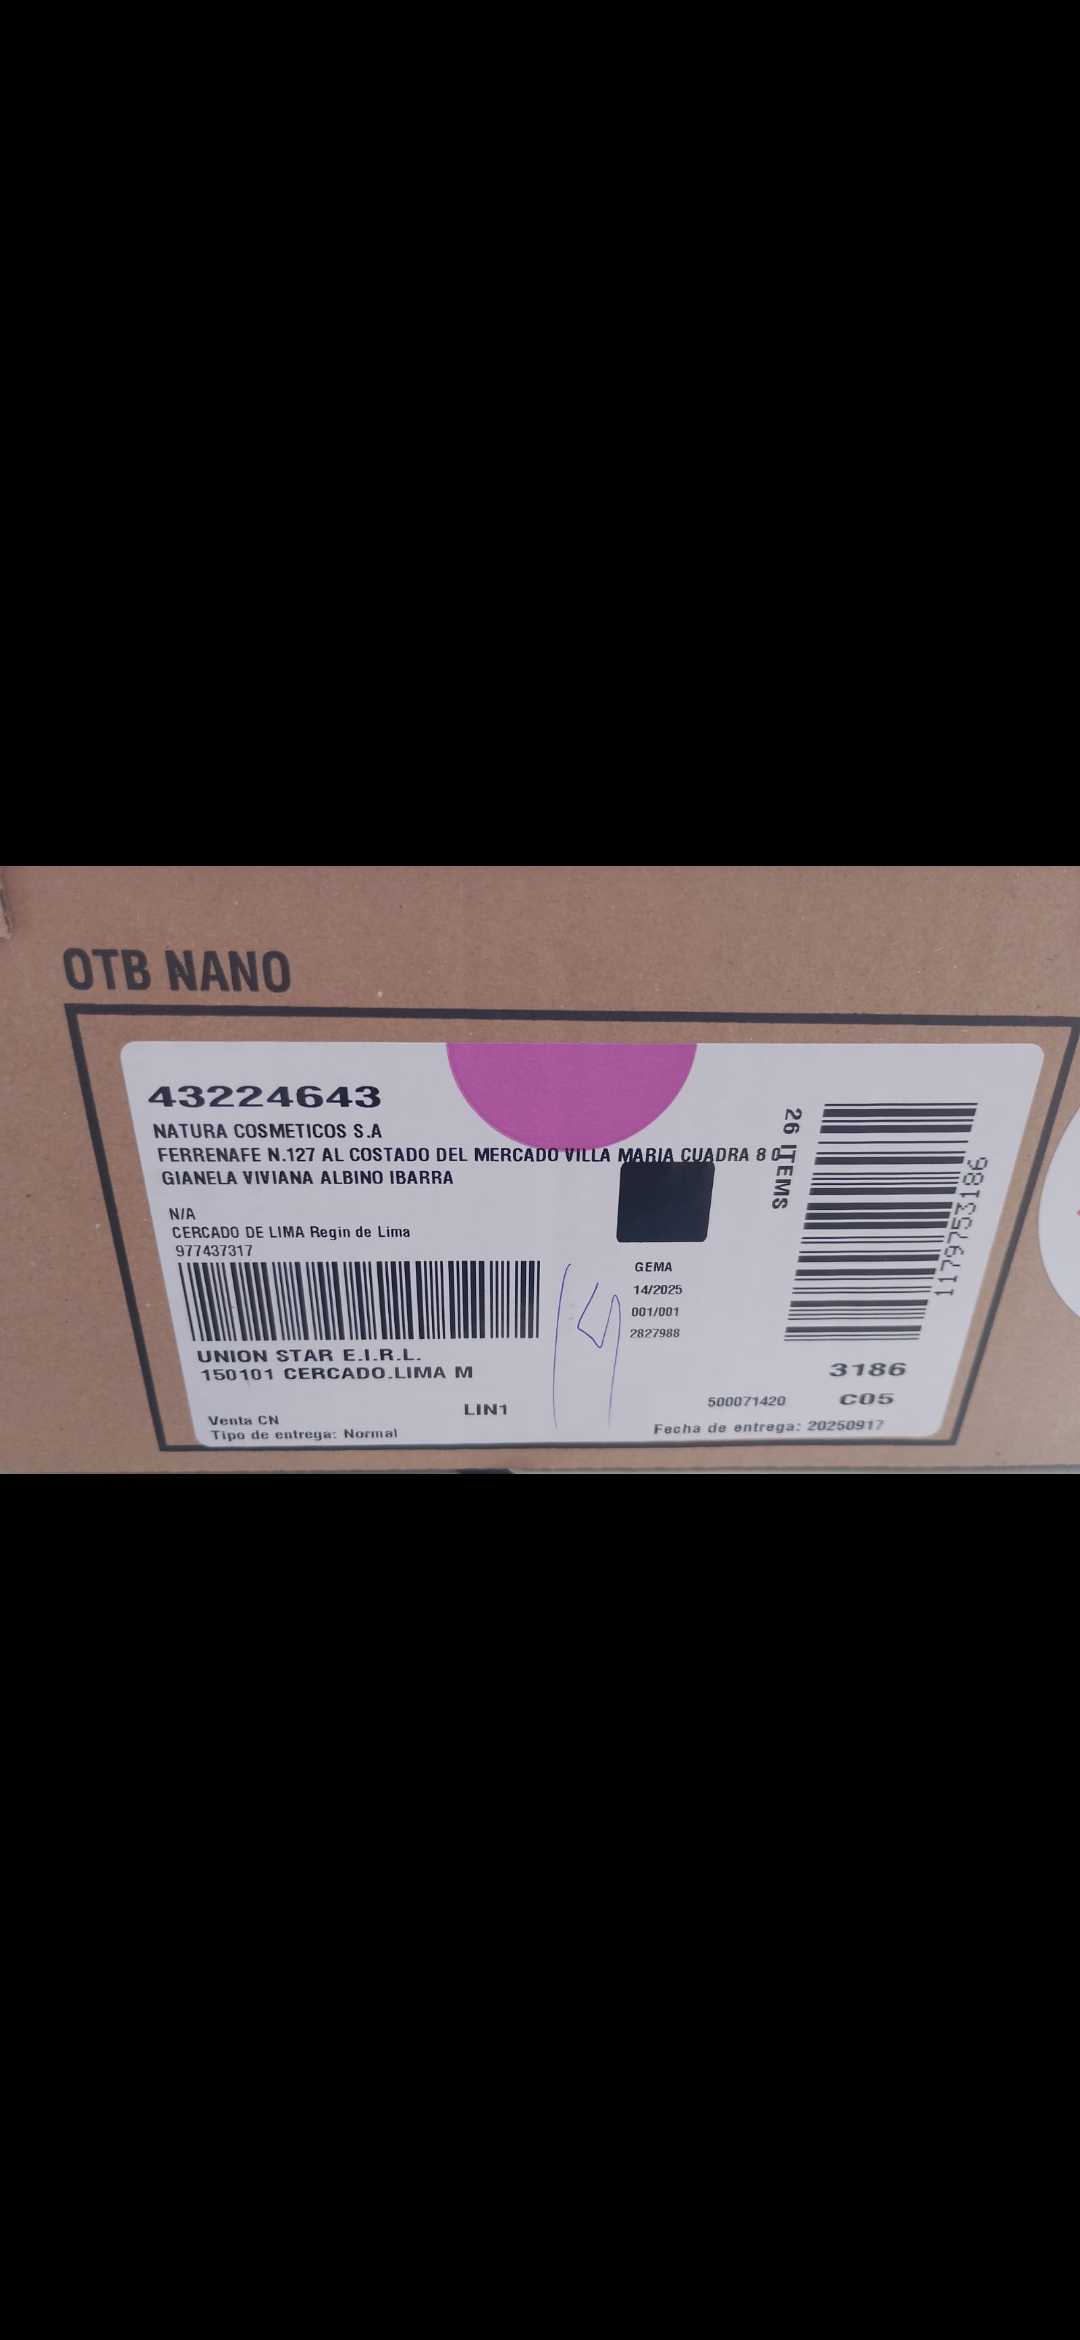 OTB NANO
43224643
NATURA COSMETICOS S.A
FERRENAFE N.127 AL COSTADO DEL MERCADO VILLA MARIA CUADRA 8 0
GIANELA VIVIANA ALBINO IBARRA
N/A
CERCADO DE LIMA Regin de Lima
977437317
UNION STAR E.I.R.L.
150101 CERCADO.LIMA M
LIN1
Venta CN
Tipo de entrega: Normal
GEMA
14/2025
001/001
2827988
26 ITEMS
1179753186
3186
500071420 C05
Fecha de entrega: 20250917